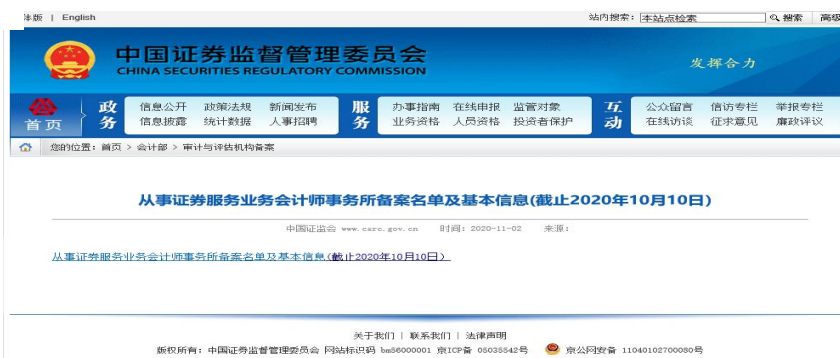 体版 | English
站内搜索: 本站点检索 搜索 高级
中国证券监督管理委员会
CHINA SECURITIES REGULATORY COMMISSION
发挥合力
首页
政务
信息公开 政策法规 新闻发布
信息披露 统计数据 人事招聘
服务
办事指南 在线申报 监管对象
业务资格 人员资格 投资者保护
互动
公众留言 信访专栏 举报专栏
在线访谈 征求意见 廉政评议
您的位置: 首页 > 会计部 > 审计与评估机构备案
从事证券服务业务会计师事务所备案名单及基本信息(截止2020年10月10日)
中国证监会 www.csrc.gov.cn 时间: 2020-11-02 来源:
从事证券服务业务会计师事务所备案名单及基本信息(截止2020年10月10日)
关于我们 | 联系我们 | 法律声明
版权所有: 中国证券监督管理委员会 网站标识码 bm56000001 京ICP备 05035542号 京公网安备 11040102700080号